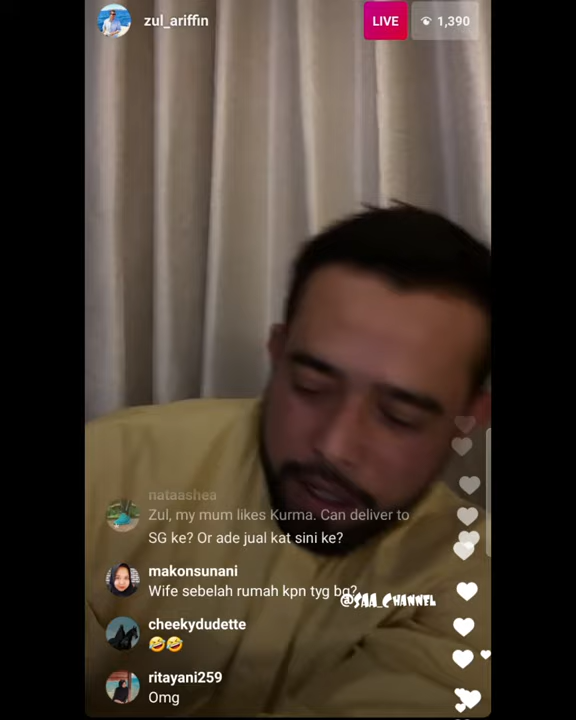 zul_ariffin
LIVE
1,390
nataashea
Zul, my mum likes Kurma. Can deliver to
SG ke? Or ade jual kat sini ke?
makonsunani
Wife sebelah rumah kpn tyg bg?
@SAA_CHANNEL
cheekydudette
🤣🤣
ritayani259
Omg